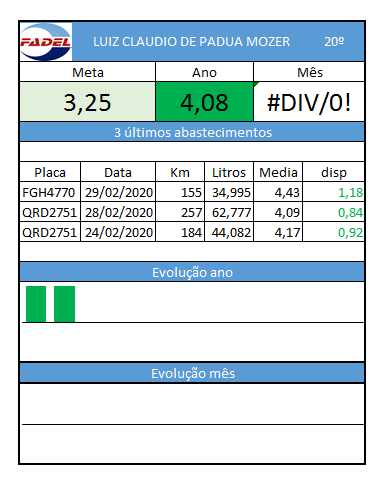 FADEL LUIZ CLAUDIO DE PADUA MOZER 20º
Meta Ano Mês
3,25 4,08 #DIV/0!
3 últimos abastecimentos
Placa Data Km Litros Media disp
FGH4770 29/02/2020 155 34,995 4,43 1,18
QRD2751 28/02/2020 257 62,777 4,09 0,84
QRD2751 24/02/2020 184 44,082 4,17 0,92
Evolução ano
Evolução mês